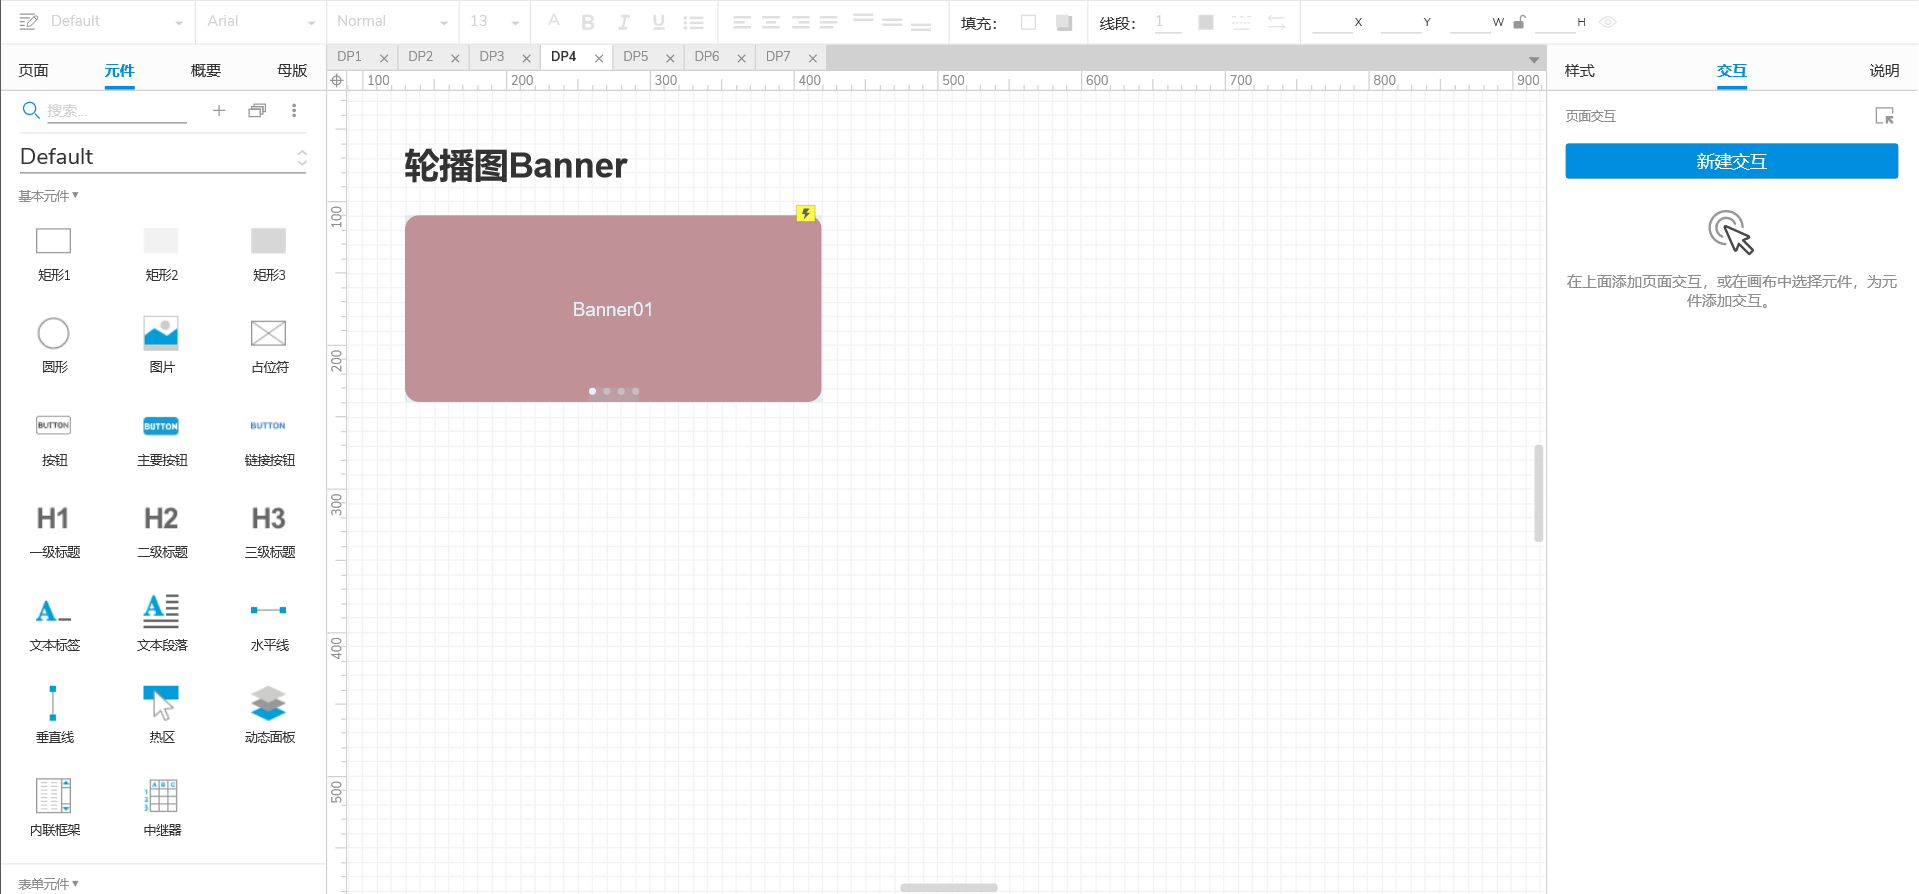 Default Arial Normal 13 填充： 线段： 1 X Y W H
DP1 DP2 DP3 DP4 DP5 DP6 DP7
页面 元件 概要 母版
样式 交互 说明
100 200 300 400 500 600 700 800 900
搜索...
页面交互
Default
新建交互
基本元件
轮播图Banner
矩形1 矩形2 矩形3
100
在上面添加页面交互，或在画布中选择元件，为元
件添加交互。
Banner01
圆形 图片 占位符
200
BUTTON BUTTON BUTTON
按钮 主要按钮 链接按钮
H1 H2 H3
300
一级标题 二级标题 三级标题
A A
文本标签 文本段落 水平线
400
垂直线 热区 动态面板
A B C
1
2
3
500
内联框架 中继器
表单元件